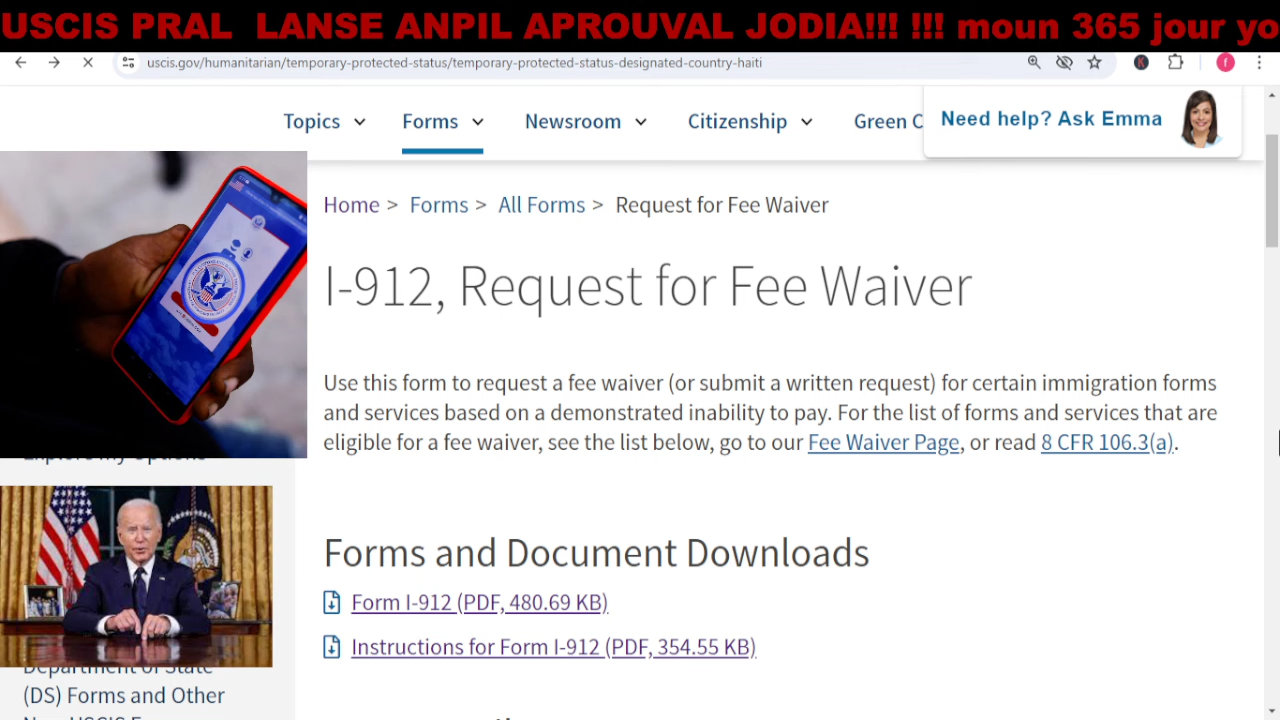 USCIS PRAL LANSE ANPIL APROUVAL JODIA!!! !!! moun 365 jour yo
uscis.gov/humanitarian/temporary-protected-status/temporary-protected-status-designated-country-haiti
Topics Forms Newsroom Citizenship Green C
Need help? Ask Emma
Home > Forms > All Forms > Request for Fee Waiver
I-912, Request for Fee Waiver
Use this form to request a fee waiver (or submit a written request) for certain immigration forms
and services based on a demonstrated inability to pay. For the list of forms and services that are
eligible for a fee waiver, see the list below, go to our Fee Waiver Page, or read 8 CFR 106.3(a).
Forms and Document Downloads
Form I-912 (PDF, 480.69 KB)
Instructions for Form I-912 (PDF, 354.55 KB)
Department of State
(DS) Forms and Other